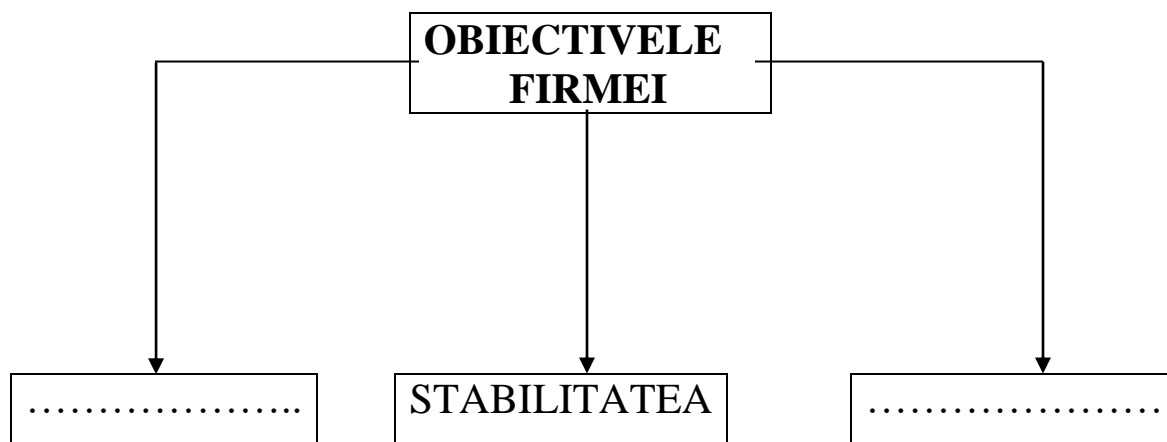 OBIECTIVELE
FIRMEI
………………..
STABILITATEA
…………………